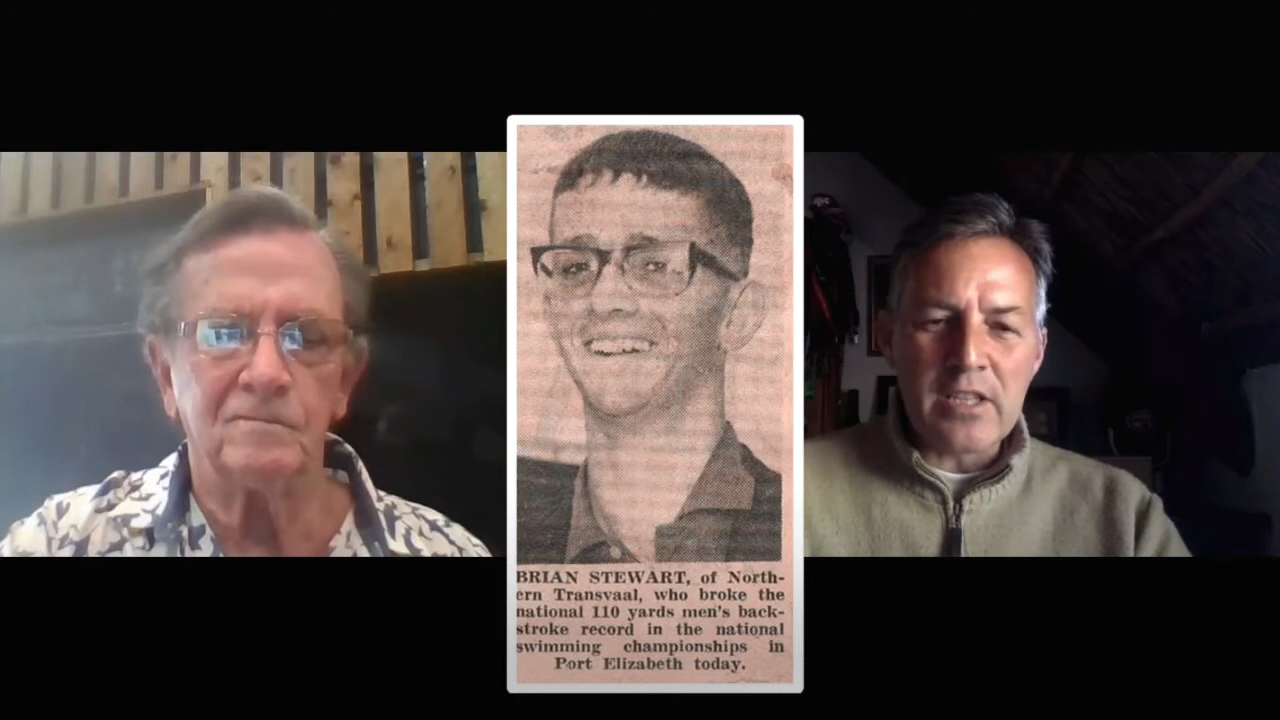 BRIAN STEWART, of North-
ern Transvaal, who broke the
national 110 yards men's back-
stroke record in the national
swimming championships in
Port Elizabeth today.